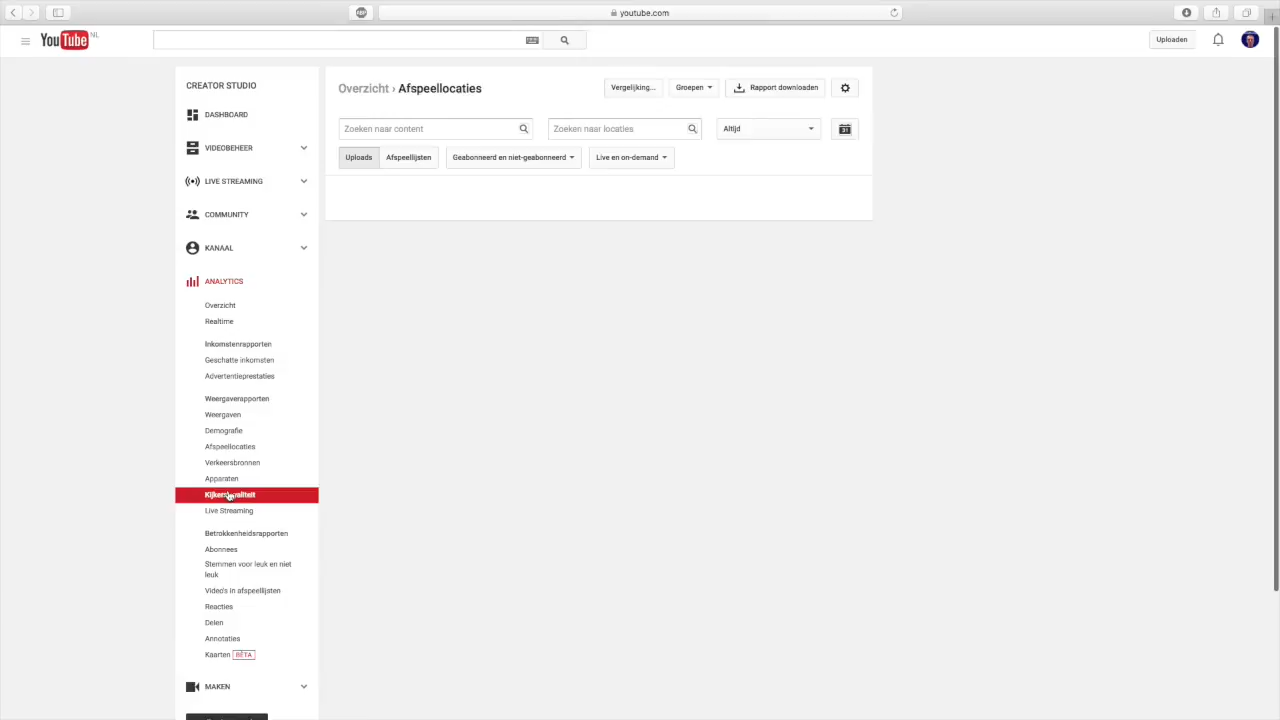 youtube.com
YouTube NL
Uploaden
CREATOR STUDIO
DASHBOARD
VIDEOBEHEER
LIVE STREAMING
COMMUNITY
KANAAL
ANALYTICS
Overzicht
Realtime
Inkomstenrapporten
Geschatte inkomsten
Advertentieprestaties
Weergaverapporten
Weergaven
Demografie
Afspeellocaties
Verkeersbronnen
Apparaten
Live Streaming
Betrokkenheidsrapporten
Abonnees
Stemmen voor leuk en niet
leuk
Video's in afspeellijsten
Reacties
Delen
Annotaties
Kaarten BÈTA
MAKEN
Overzicht › Afspeellocaties
Vergelijking...
Groepen
Rapport downloaden
Zoeken naar content
Zoeken naar locaties
Altijd
31
Uploads
Afspeellijsten
Geabonneerd en niet-geabonneerd
Live en on-demand